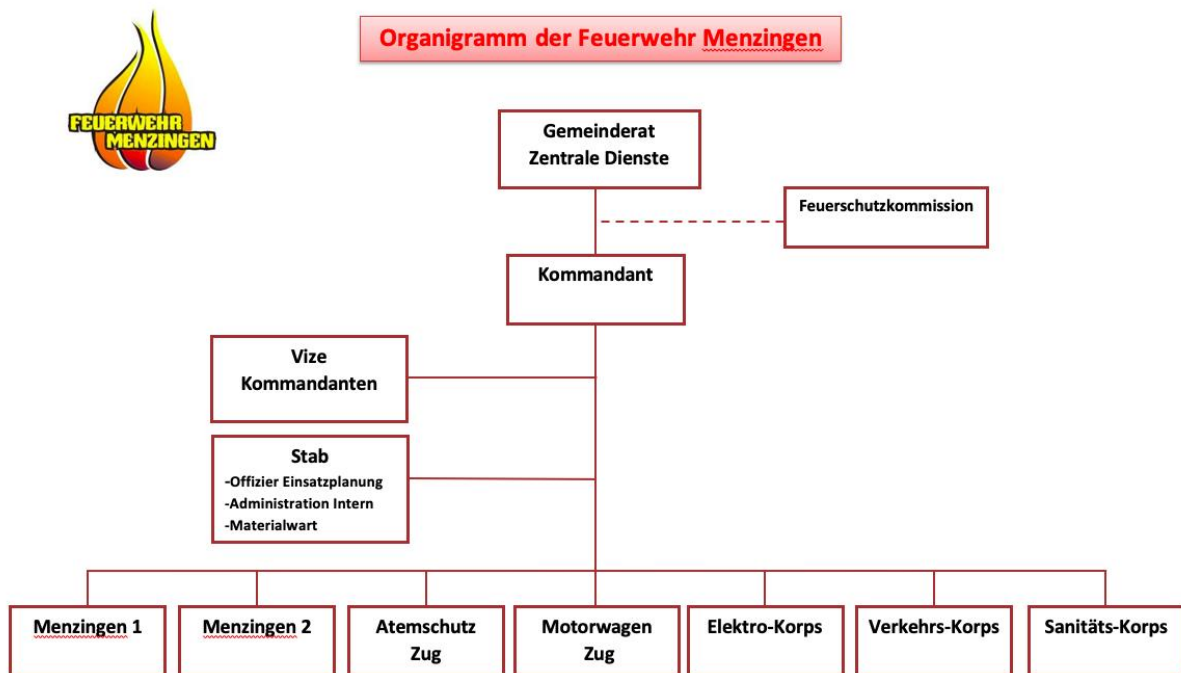 Organigramm der Feuerwehr Menzingen
FEUERWEHR
MENZINGEN
Gemeinderat
Zentrale Dienste
Feuerschutzkommission
Kommandant
Vize
Kommandanten
Stab
-Offizier Einsatzplanung
-Administration Intern
-Materialwart
Menzingen 1
Menzingen 2
Atemschutz
Zug
Motorwagen
Zug
Elektro-Korps
Verkehrs-Korps
Sanitäts-Korps